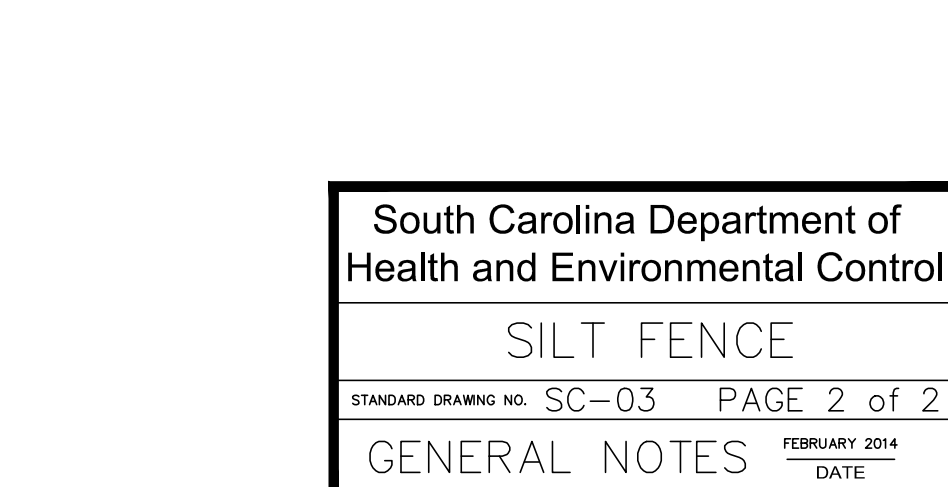 South Carolina Department of
Health and Environmental Control
SILT FENCE
STANDARD DRAWING NO. SC-03 PAGE 2 of 2
GENERAL NOTES FEBRUARY 2014
DATE